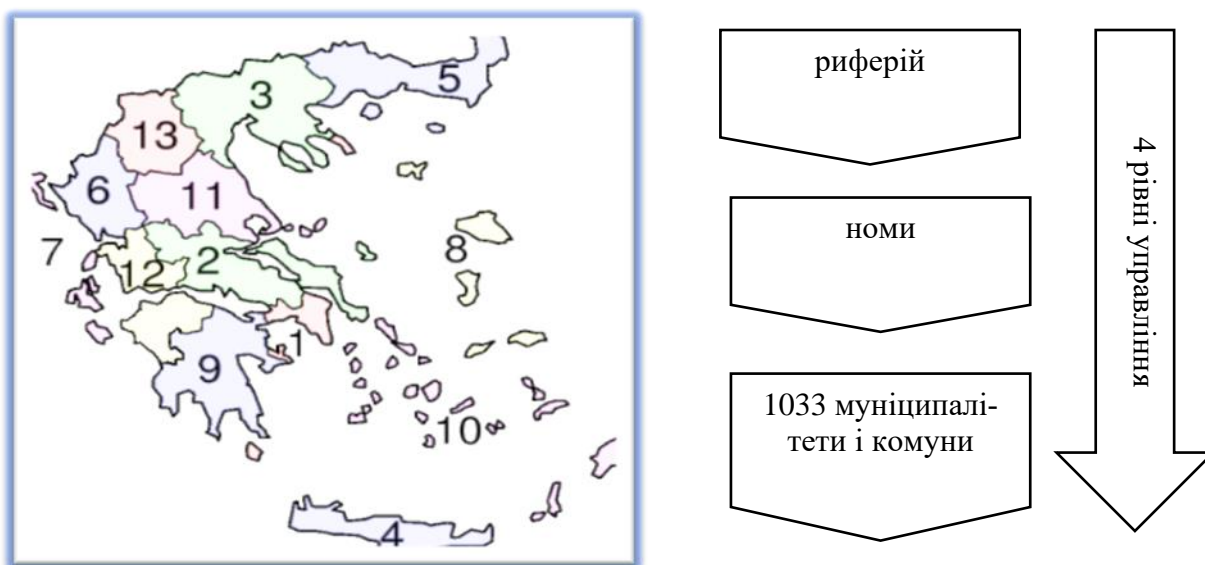 5
3
13
6
11
7
8
2
12
1
9
10
4
риферій
номи
1033 муніципалі-
тети і комуни
4 рівні управління